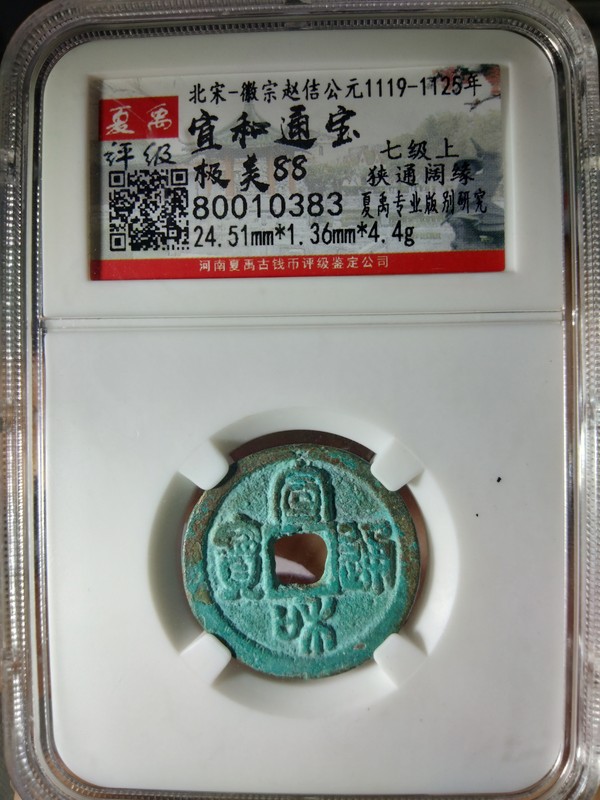 北宋-徽宗赵佶公元1119-1125年
夏禹
评级
宣和通宝
极美88
七级上
狭通阔缘
80010383
夏禹专业版别研究
24.51mm*1.36mm*4.4g
河南夏禹古钱币评级鉴定公司
宣和通寳